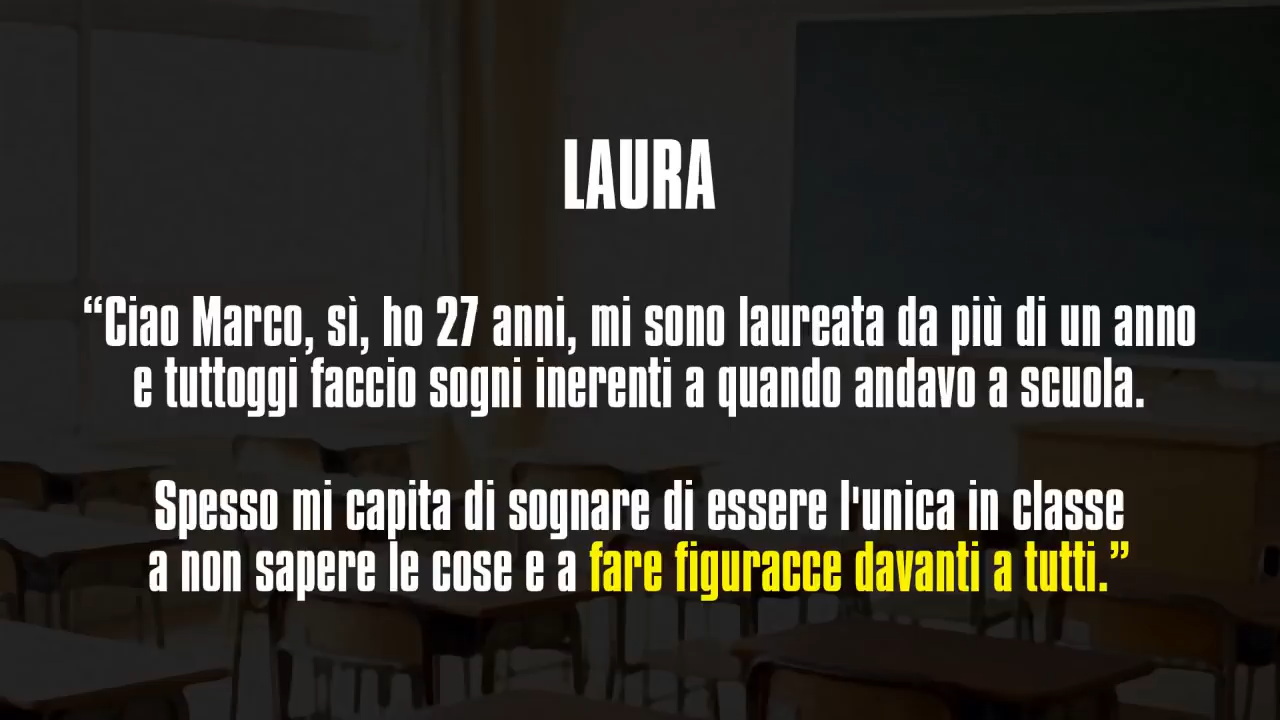 LAURA
“Ciao Marco, sì, ho 27 anni, mi sono laureata da più di un anno
e tuttoggi faccio sogni inerenti a quando andavo a scuola.
Spesso mi capita di sognare di essere l'unica in classe
a non sapere le cose e a fare figuracce davanti a tutti.”